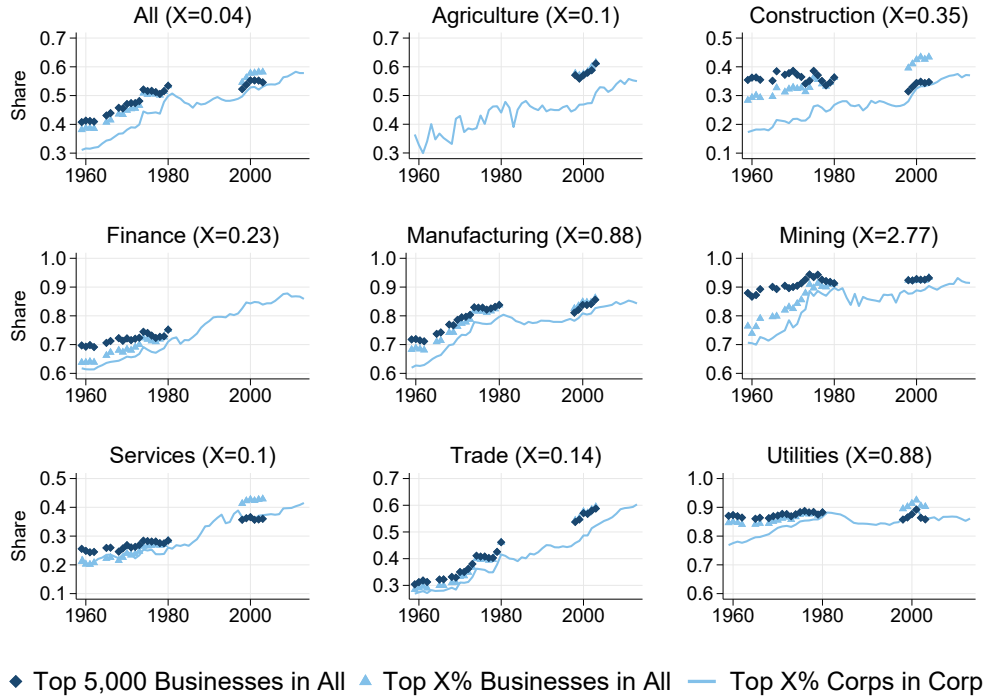 All (X=0.04)
Agriculture (X=0.1)
Construction (X=0.35)
Share
0.7
0.6
0.5
0.4
0.3
1960 1980 2000
0.7
0.6
0.5
0.4
0.3
1960 1980 2000
0.5
0.4
0.3
0.2
0.1
1960 1980 2000
Finance (X=0.23)
Manufacturing (X=0.88)
Mining (X=2.77)
Share
1.0
0.9
0.8
0.7
0.6
1960 1980 2000
1.0
0.9
0.8
0.7
0.6
1960 1980 2000
1.0
0.9
0.8
0.7
0.6
1960 1980 2000
Services (X=0.1)
Trade (X=0.14)
Utilities (X=0.88)
Share
0.5
0.4
0.3
0.2
0.1
1960 1980 2000
0.7
0.6
0.5
0.4
0.3
1960 1980 2000
1.0
0.9
0.8
0.7
0.6
1960 1980 2000
Top 5,000 Businesses in All Top X% Businesses in All Top X% Corps in Corp